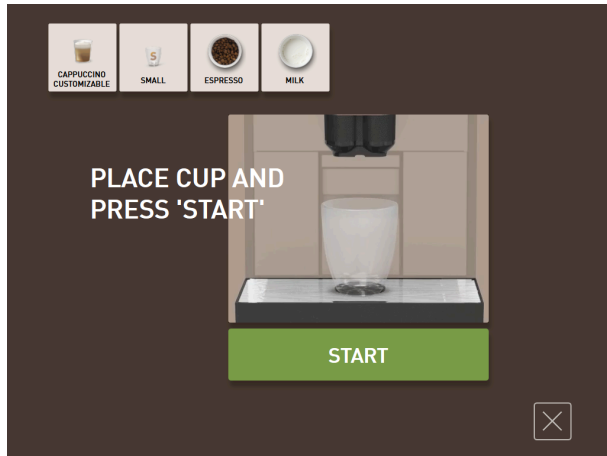 CAPPUCCINO
CUSTOMIZABLE
S
SMALL
ESPRESSO
MILK
PLACE CUP AND
PRESS 'START'
START